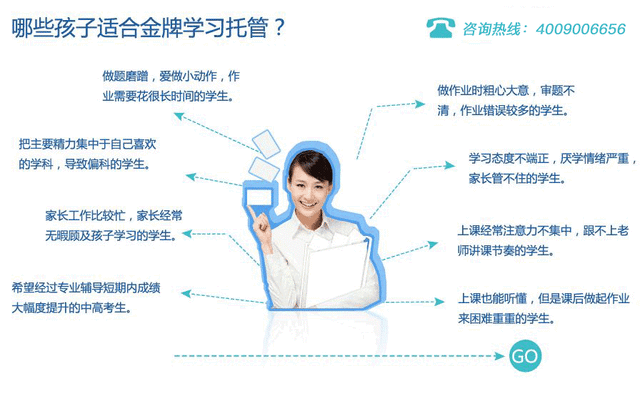 哪些孩子适合金牌学习托管？
咨询热线：4009006656
做题磨蹭，爱做小动作，作
业需要花很长时间的学生。
把主要精力集中于自己喜欢
的学科，导致偏科的学生。
家长工作比较忙，家长经常
无暇顾及孩子学习的学生。
希望经过专业辅导短期内成绩
大幅度提升的中高考生。
做作业时粗心大意，审题不
清，作业错误较多的学生。
学习态度不端正，厌学情绪严重，
家长管不住的学生。
上课经常注意力不集中，跟不上老
师讲课节奏的学生。
上课也能听懂，但是课后做起作业
来困难重重的学生。
GO